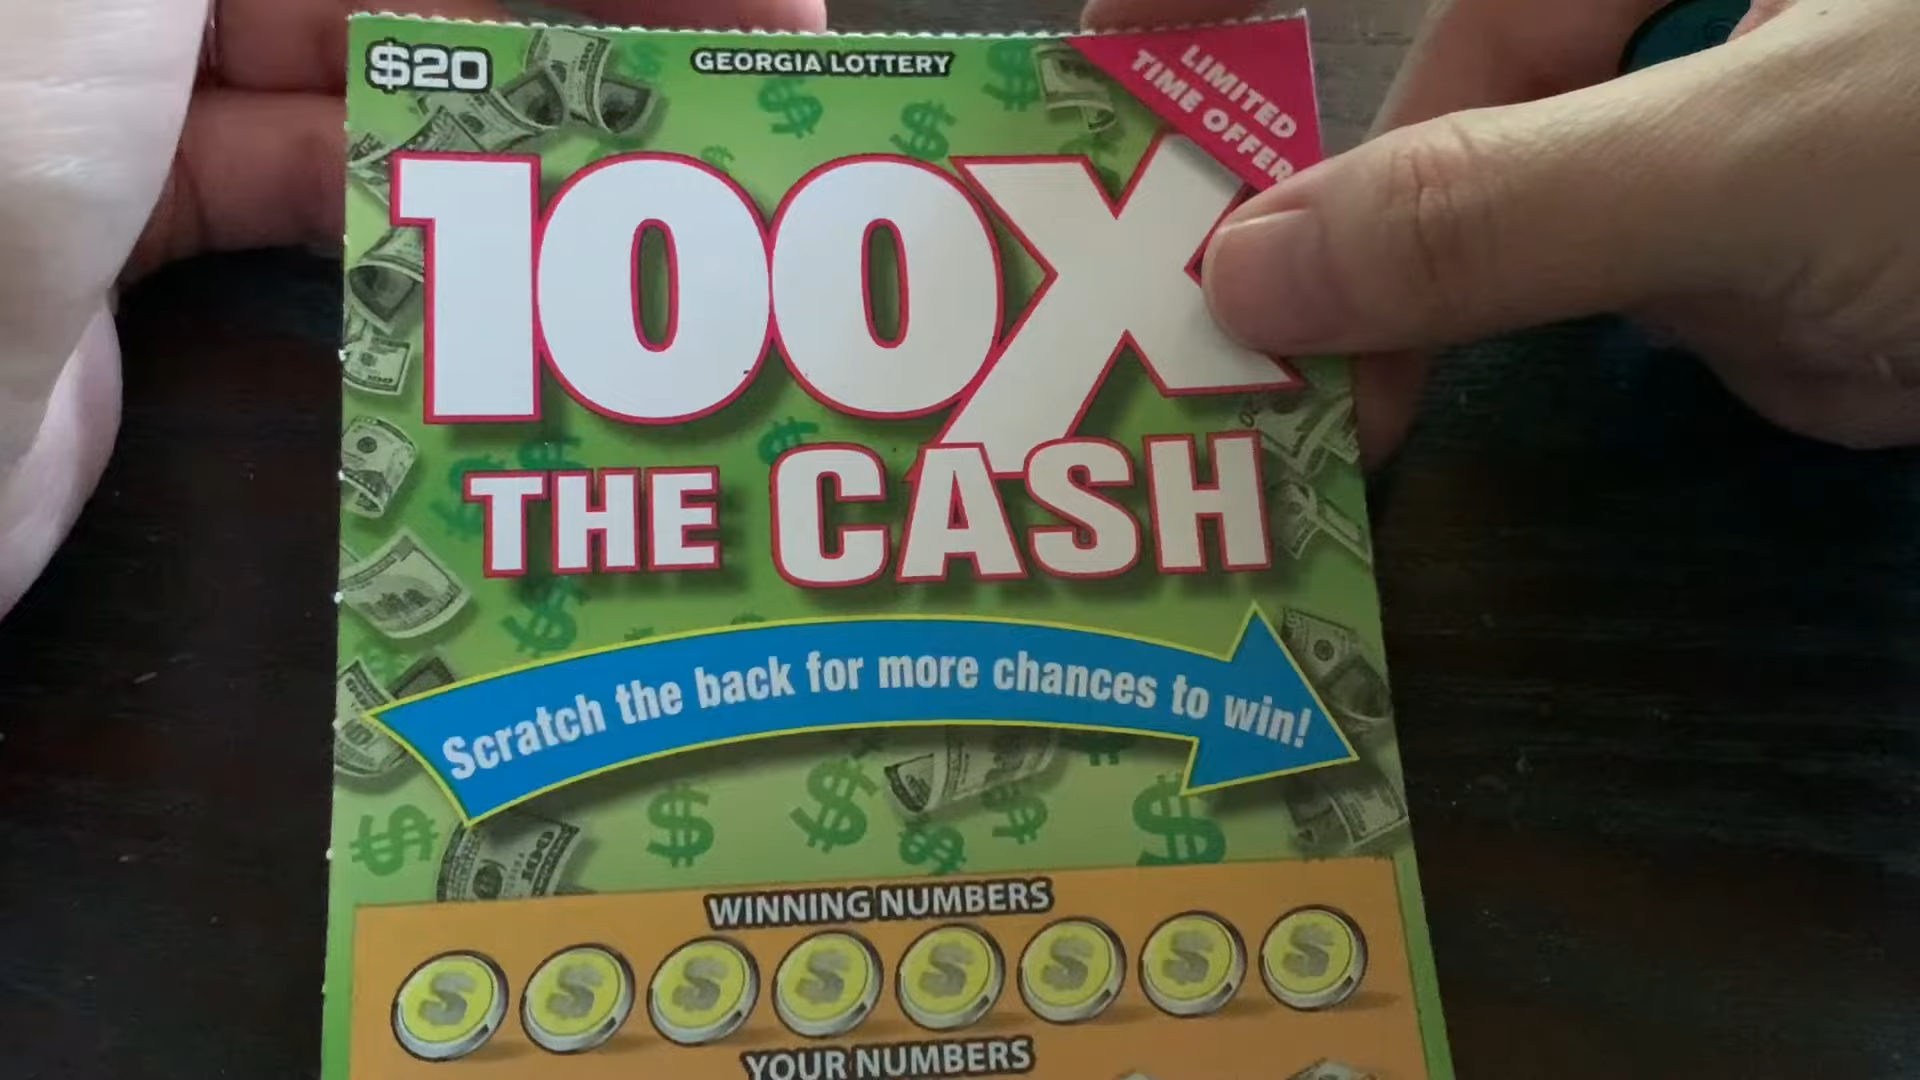 $20
GEORGIA LOTTERY
LIMITED
TIME OFFER
100X
THE CASH
Scratch the back for more chances to win!
WINNING NUMBERS
YOUR NUMBERS